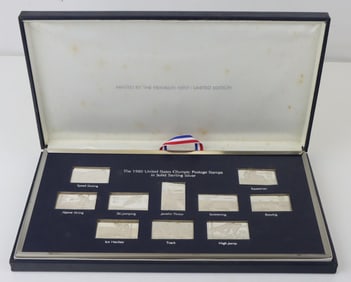 MINTED BY THE FRANKLIN MINT / LIMITED EDITION
The 1980 United States Olympic Postage Stamps
in Solid Sterling Silver
Speed Skating
Equestrian
Alpine Skiing
Ski Jumping
Javelin Throw
Swimming
Ice Hockey
Track
High Jump